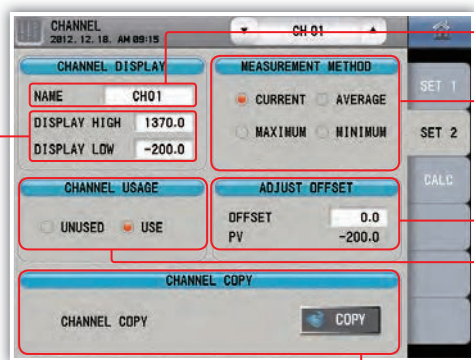 CHANNEL
2012. 12. 18. AM 09:15
CH 01
CHANNEL DISPLAY
NAME CH01
DISPLAY HIGH 1370.0
DISPLAY LOW -200.0
MEASUREMENT METHOD
CURRENT AVERAGE
MAXIMUM MINIMUM
SET 1
SET 2
CALC
CHANNEL USAGE
UNUSED USE
ADJUST OFFSET
OFFSET 0.0
PV -200.0
CHANNEL COPY
CHANNEL COPY COPY